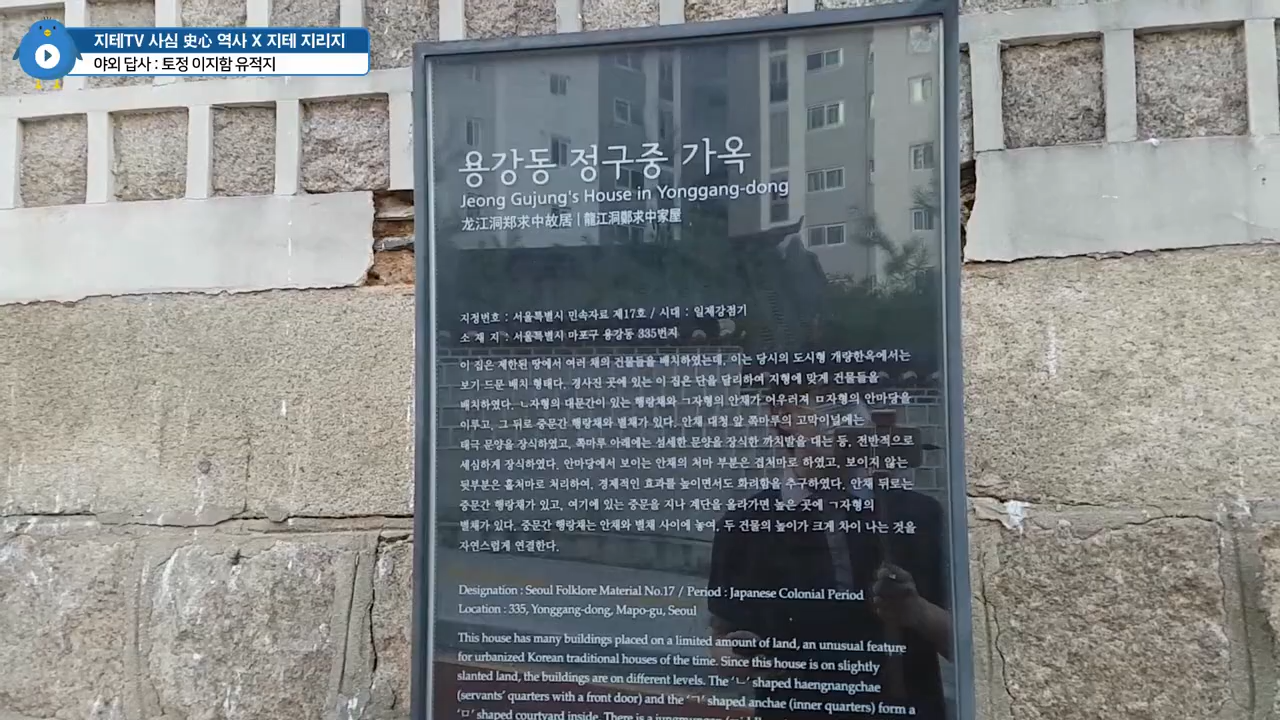 지테TV 사심 史心 역사 X 지테 지리지
야외 답사 : 토정 이지함 유적지
용강동 정구중 가옥
Jeong Gujung's House in Yonggang-dong
龙江洞郑求中故居 | 龍江洞鄭求中家屋
지정번호 : 서울특별시 민속자료 제17호 / 시대 : 일제강점기
소 재 지 : 서울특별시 마포구 용강동 335번지
이 집은 제한된 땅에서 여러 채의 건물들을 배치하였는데, 이는 당시의 도시형 개량한옥에서는
보기 드문 배치 형태다. 경사진 곳에 있는 이 집은 단을 달리하여 지형에 맞게 건물들을
배치하였다. ㄴ자형의 대문간이 있는 행랑채와 ㄱ자형의 안채가 어우러져 ㅁ자형의 안마당을
이루고, 그 뒤로 중문간 행랑채와 별채가 있다. 안채 대청 앞 쪽마루의 고막이널에는
태극 문양을 장식하였고, 쪽마루 아래에는 섬세한 문양을 장식한 까치발을 대는 등, 전반적으로
세심하게 장식하였다. 안마당에서 보이는 안채의 처마 부분은 겹처마로 하였고, 보이지 않는
뒷부분은 홑처마로 처리하여, 경제적인 효과를 높이면서도 화려함을 추구하였다. 안채 뒤로는
중문간 행랑채가 있고, 여기에 있는 중문을 지나 계단을 올라가면 높은 곳에 ㄱ자형의
별채가 있다. 중문간 행랑채는 안채와 별채 사이에 놓여, 두 건물의 높이가 크게 차이 나는 것을
자연스럽게 연결한다.
Designation : Seoul Folklore Material No.17 / Period : Japanese Colonial Period
Location : 335, Yonggang-dong, Mapo-gu, Seoul
This house has many buildings placed on a limited amount of land, an unusual feature
for urbanized Korean traditional houses of the time. Since this house is on slightly
slanted land, the buildings are on different levels. The 'ㄴ' shaped haengnangchae
(servants' quarters with a front door) and the 'ㄱ' shaped anchae (inner quarters) form a
'ㅁ' shaped courtyard inside. There is a